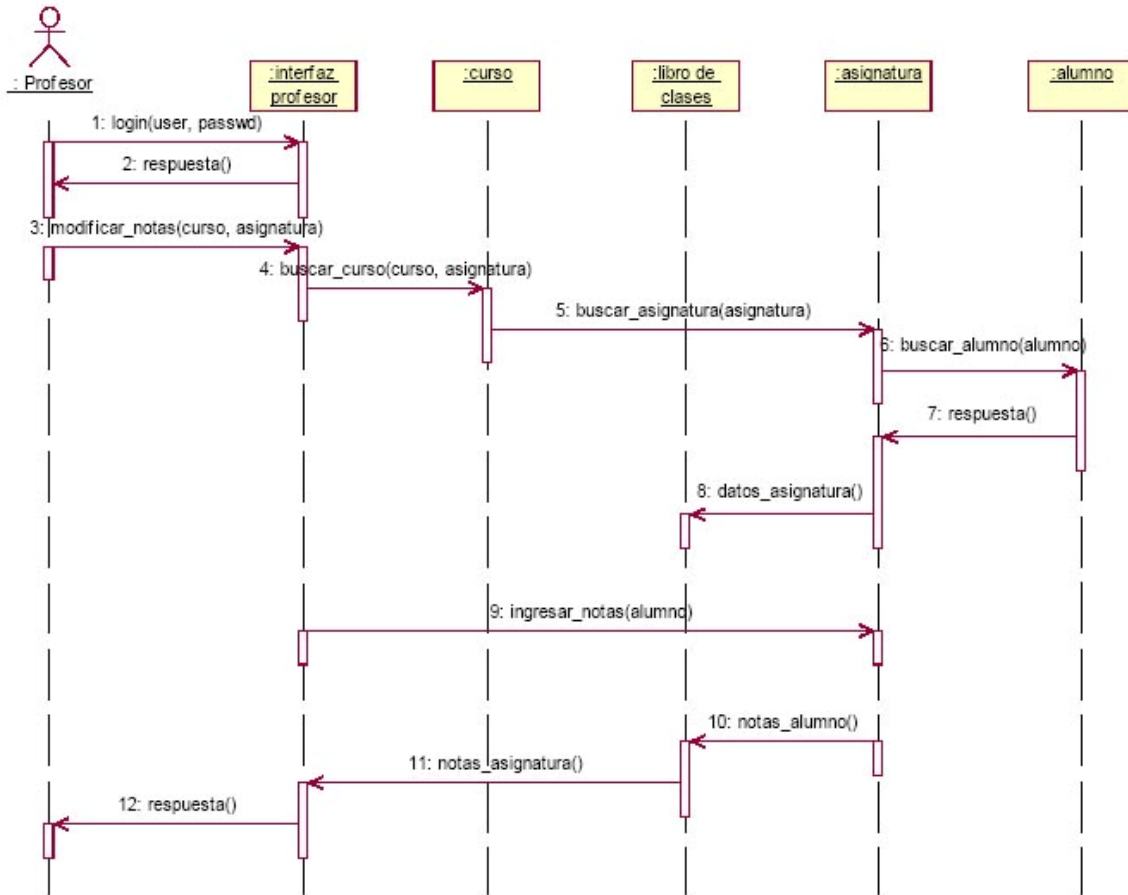 : Profesor
:interfaz
profesor
:curso
:libro de
clases
:asignatura
:alumno
1: login(user, passwd)
2: respuesta()
3: modificar_notas(curso, asignatura)
4: buscar_curso(curso, asignatura)
5: buscar_asignatura(asignatura)
6: buscar_alumno(alumno)
7: respuesta()
8: datos_asignatura()
9: ingresar_notas(alumno)
10: notas_alumno()
11: notas_asignatura()
12: respuesta()